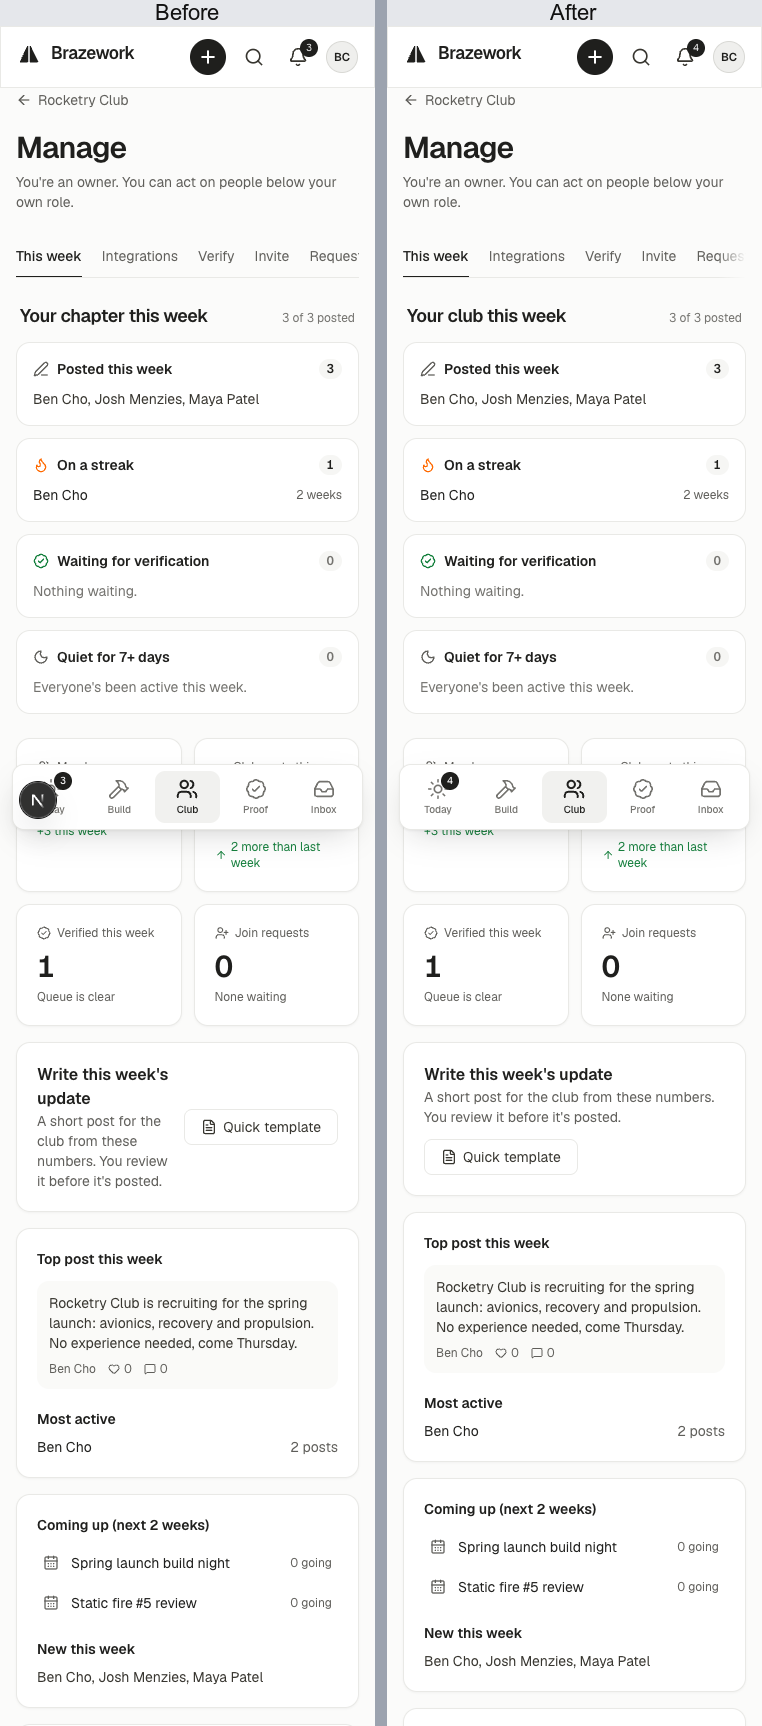 Before
Brazework
3
BC
Rocketry Club
Manage
You're an owner. You can act on people below your
own role.
This week Integrations Verify Invite Reques
Your chapter this week
3 of 3 posted
Posted this week
3
Ben Cho, Josh Menzies, Maya Patel
On a streak
1
Ben Cho
2 weeks
Waiting for verification
0
Nothing waiting.
Quiet for 7+ days
0
Everyone's been active this week.
3
N
Build
Club
Proof
Inbox
+3 this week
2 more than last
week
Verified this week
1
Queue is clear
Join requests
0
None waiting
Write this week's
update
A short post for the
club from these
numbers. You review
it before it's posted.
Quick template
Top post this week
Rocketry Club is recruiting for the spring
launch: avionics, recovery and propulsion.
No experience needed, come Thursday.
Ben Cho 0 0
Most active
Ben Cho
2 posts
Coming up (next 2 weeks)
Spring launch build night
0 going
Static fire #5 review
0 going
New this week
Ben Cho, Josh Menzies, Maya Patel
After
Brazework
4
BC
Rocketry Club
Manage
You're an owner. You can act on people below your
own role.
This week Integrations Verify Invite Reques
Your club this week
3 of 3 posted
Posted this week
3
Ben Cho, Josh Menzies, Maya Patel
On a streak
1
Ben Cho
2 weeks
Waiting for verification
0
Nothing waiting.
Quiet for 7+ days
0
Everyone's been active this week.
4
Today
Build
Club
Proof
Inbox
+3 this week
2 more than last
week
Verified this week
1
Queue is clear
Join requests
0
None waiting
Write this week's update
A short post for the club from these numbers.
You review it before it's posted.
Quick template
Top post this week
Rocketry Club is recruiting for the spring
launch: avionics, recovery and propulsion.
No experience needed, come Thursday.
Ben Cho 0 0
Most active
Ben Cho
2 posts
Coming up (next 2 weeks)
Spring launch build night
0 going
Static fire #5 review
0 going
New this week
Ben Cho, Josh Menzies, Maya Patel